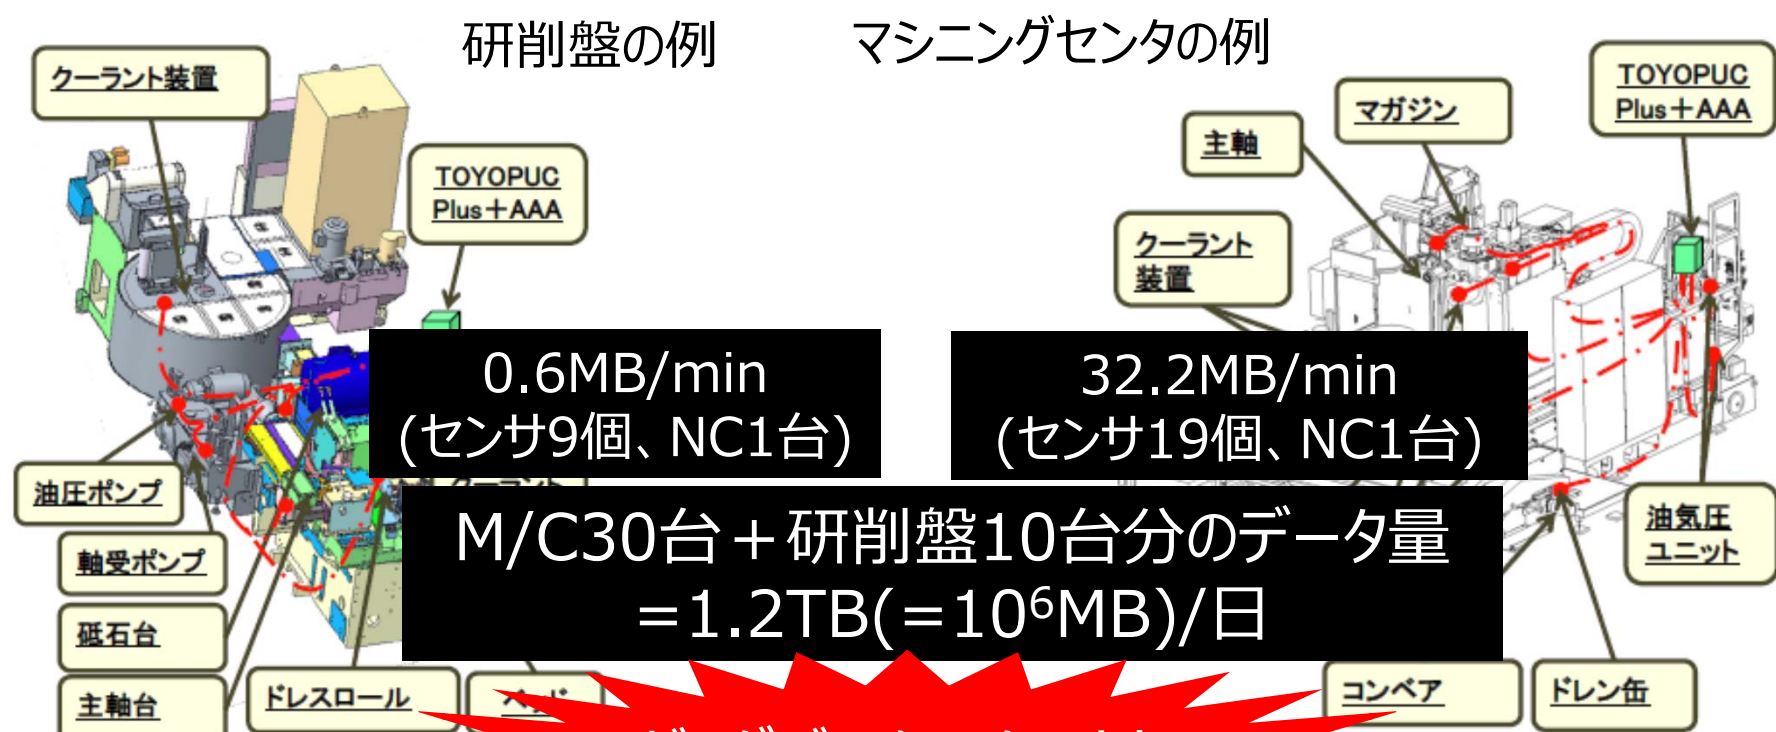 研削盤の例
マシニングセンタの例
クーラント装置
TOYOPUC
Plus＋AAA
マガジン
主軸
TOYOPUC
Plus＋AAA
クーラント
装置
0.6MB/min
(センサ9個、NC1台)
32.2MB/min
(センサ19個、NC1台)
油圧ポンプ
軸受ポンプ
砥石台
主軸台
ドレスロール
M/C30台＋研削盤10台分のデータ量
=1.2TB(=10⁶MB)/日
油気圧
ユニット
コンベア
ドレン缶